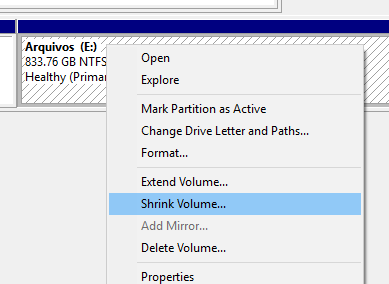 Arquivos (E:)
833.76 GB NTFS
Healthy (Prima
Open
Explore
Mark Partition as Active
Change Drive Letter and Paths...
Format...
Extend Volume...
Shrink Volume...
Add Mirror...
Delete Volume...
Properties